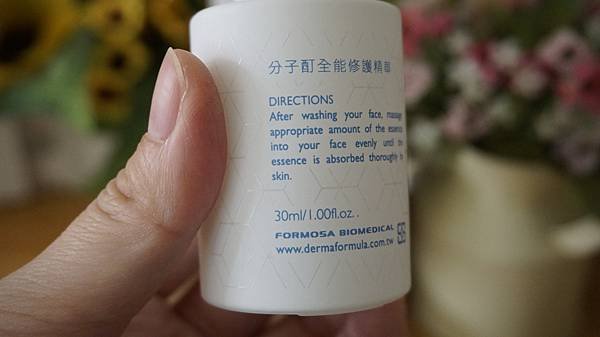 分子酊全能修護精華
DIRECTIONS
After washing your face, massage
appropriate amount of the essence
into your face evenly until the
essence is absorbed thoroughly
skin.
30ml/1.00fl.oz..
FORMOSA BIOMEDICAL
www.dermaformula.com.tw